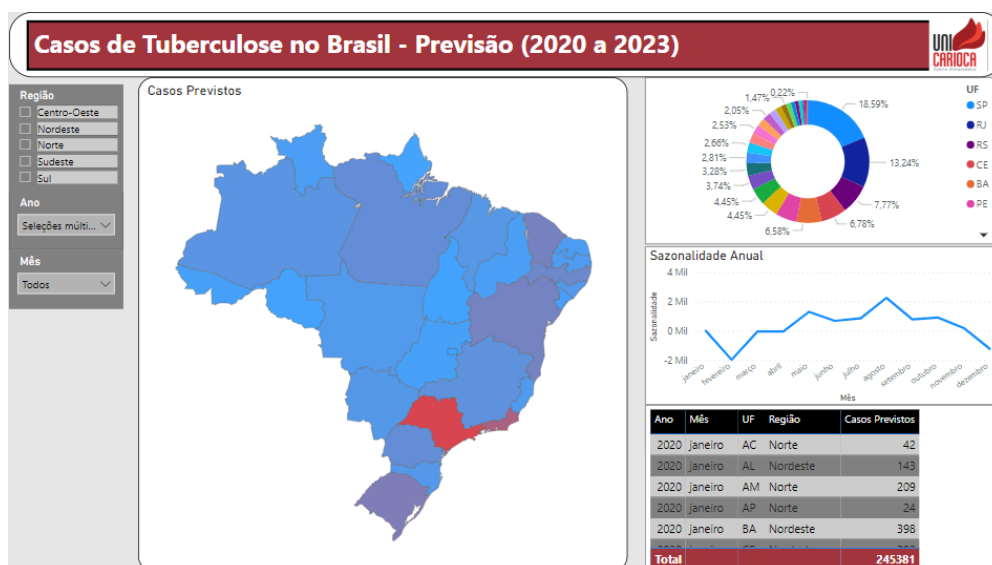 Casos de Tuberculose no Brasil - Previsão (2020 a 2023)
UNI
CARIOCA
Região
Centro-Oeste
Nordeste
Norte
Sudeste
Sul
Ano
Seleções múlti...
Mês
Todos
Casos Previstos
18,59%
13,24%
7,77%
6,78%
6,58%
4,45%
4,45%
3,74%
3,28%
2,81%
2,66%
2,53%
2,05%
1,47%
0,22%
UF
SP
RJ
RS
CE
BA
PE
Sazonalidade Anual
Sazonalidade
4 Mil
2 Mil
0 Mil
-2 Mil
janeiro
fevereiro
março
abril
maio
junho
julho
agosto
setembro
outubro
novembro
dezembro
Mês
Ano Mês UF Região Casos Previstos
2020 janeiro AC Norte 42
2020 janeiro AL Nordeste 143
2020 janeiro AM Norte 209
2020 janeiro AP Norte 24
2020 janeiro BA Nordeste 398
Total 245381